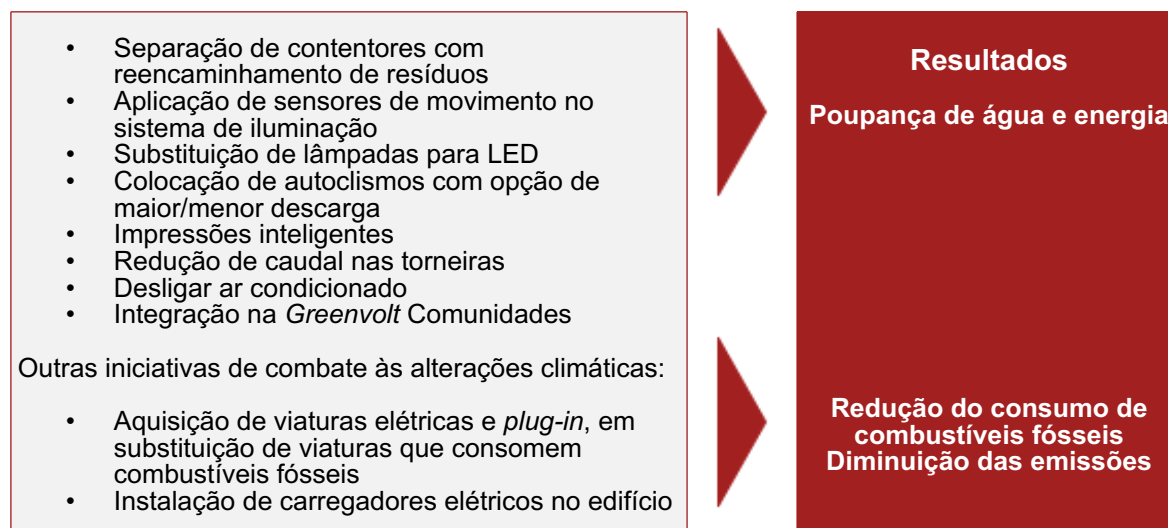 • Separação de contentores com
reencaminhamento de resíduos
• Aplicação de sensores de movimento no
sistema de iluminação
• Substituição de lâmpadas para LED
• Colocação de autoclismos com opção de
maior/menor descarga
• Impressões inteligentes
• Redução de caudal nas torneiras
• Desligar ar condicionado
• Integração na Greenvolt Comunidades
Outras iniciativas de combate às alterações climáticas:
• Aquisição de viaturas elétricas e plug-in, em
substituição de viaturas que consomem
combustíveis fósseis
• Instalação de carregadores elétricos no edifício
Resultados
Poupança de água e energia
Redução do consumo de
combustíveis fósseis
Diminuição das emissões